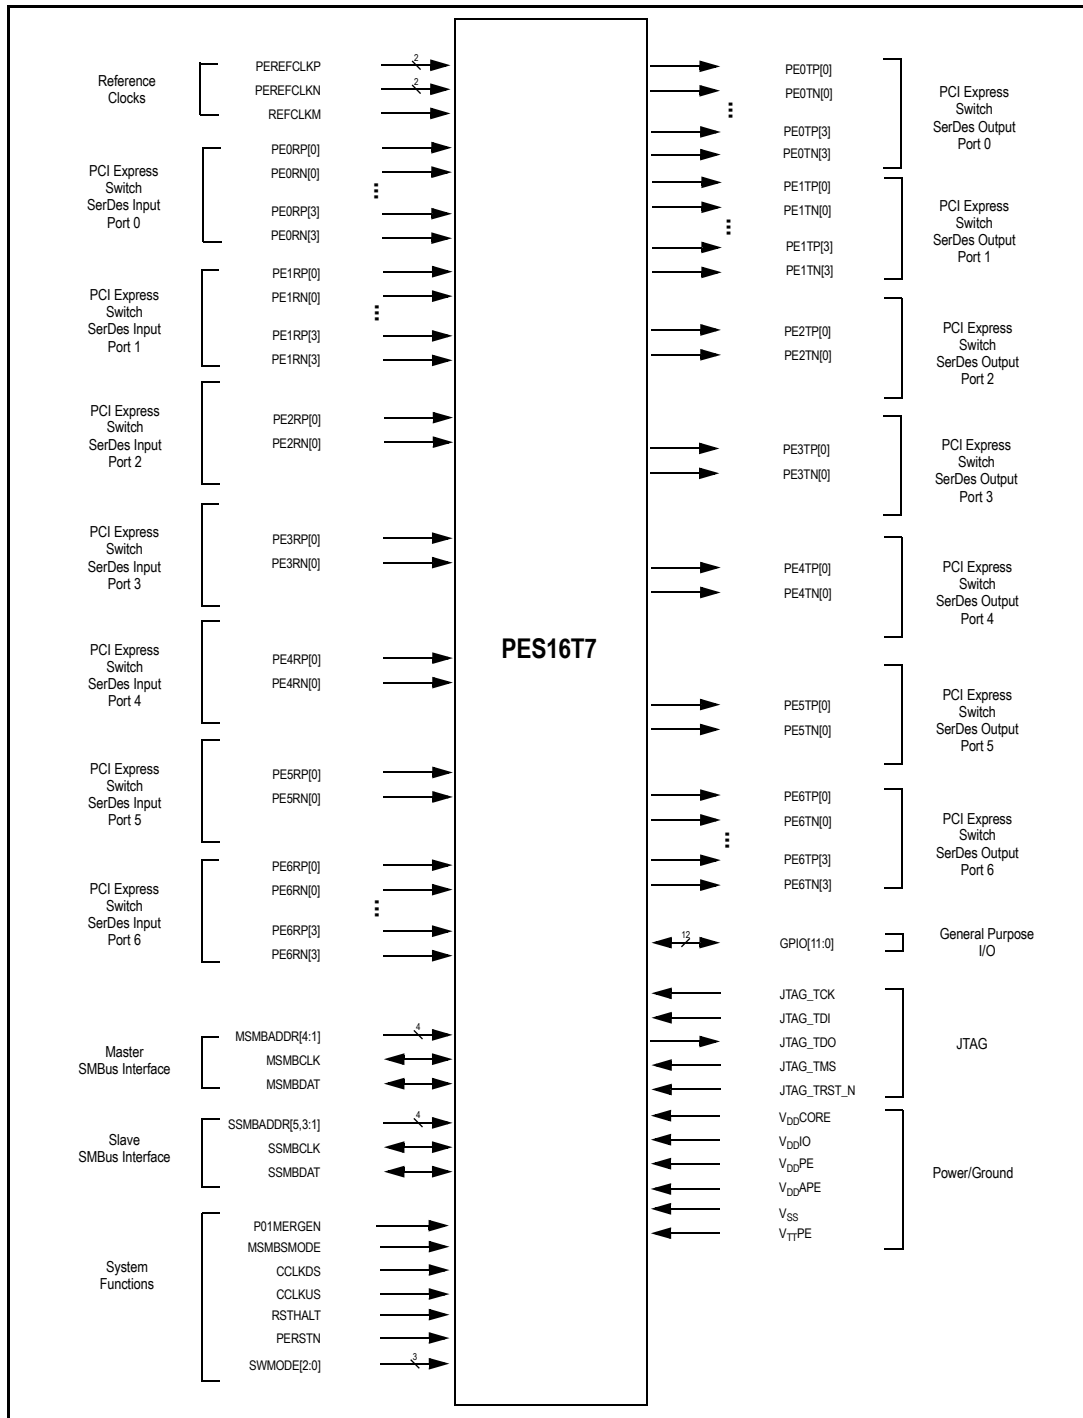 Reference
Clocks
PEREFCLKP
2
PEREFCLKN
2
REFCLKM
PCI Express
Switch
SerDes Input
Port 0
PE0RP[0]
PE0RN[0]
PE0RP[3]
PE0RN[3]
PCI Express
Switch
SerDes Input
Port 1
PE1RP[0]
PE1RN[0]
PE1RP[3]
PE1RN[3]
PCI Express
Switch
SerDes Input
Port 2
PE2RP[0]
PE2RN[0]
PCI Express
Switch
SerDes Input
Port 3
PE3RP[0]
PE3RN[0]
PCI Express
Switch
SerDes Input
Port 4
PE4RP[0]
PE4RN[0]
PCI Express
Switch
SerDes Input
Port 5
PE5RP[0]
PE5RN[0]
PCI Express
Switch
SerDes Input
Port 6
PE6RP[0]
PE6RN[0]
PE6RP[3]
PE6RN[3]
Master
SMBus Interface
MSMBADDR[4:1]
4
MSMBCLK
MSMBDAT
Slave
SMBus Interface
SSMBADDR[5,3:1]
4
SSMBCLK
SSMBDAT
System
Functions
P01MERGEN
MSMBSMODE
CCLKDS
CCLKUS
RSTHALT
PERSTN
SWMODE[2:0]
3
PES16T7
PE0TP[0]
PE0TN[0]
PE0TP[3]
PE0TN[3]
PCI Express
Switch
SerDes Output
Port 0
PE1TP[0]
PE1TN[0]
PE1TP[3]
PE1TN[3]
PCI Express
Switch
SerDes Output
Port 1
PE2TP[0]
PE2TN[0]
PCI Express
Switch
SerDes Output
Port 2
PE3TP[0]
PE3TN[0]
PCI Express
Switch
SerDes Output
Port 3
PE4TP[0]
PE4TN[0]
PCI Express
Switch
SerDes Output
Port 4
PE5TP[0]
PE5TN[0]
PCI Express
Switch
SerDes Output
Port 5
PE6TP[0]
PE6TN[0]
PE6TP[3]
PE6TN[3]
PCI Express
Switch
SerDes Output
Port 6
12
GPIO[11:0]
General Purpose
I/O
JTAG_TCK
JTAG_TDI
JTAG_TDO
JTAG_TMS
JTAG_TRST_N
JTAG
VDDCORE
VDDIO
VDDPE
VDDAPE
VSS
VTTPE
Power/Ground